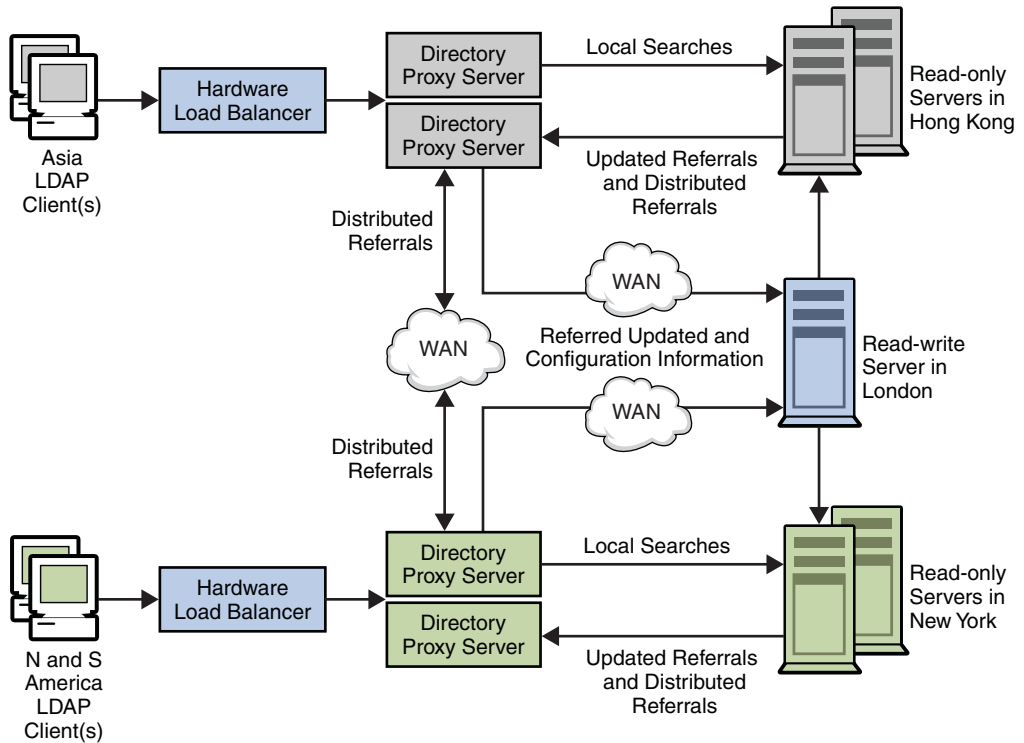 Directory
Proxy Server
Local Searches
Hardware
Load Balancer
Read-only
Servers in
Hong Kong
Directory
Proxy Server
Asia
LDAP
Client(s)
Updated Referrals
and Distributed
Referrals
Distributed
Referrals
WAN
WAN
Referred Updated and
Configuration Information
Read-write
Server in
London
WAN
Distributed
Referrals
Directory
Proxy Server
Local Searches
Hardware
Load Balancer
Read-only
Servers in
New York
Directory
Proxy Server
N and S
America
LDAP
Client(s)
Updated Referrals
and Distributed
Referrals